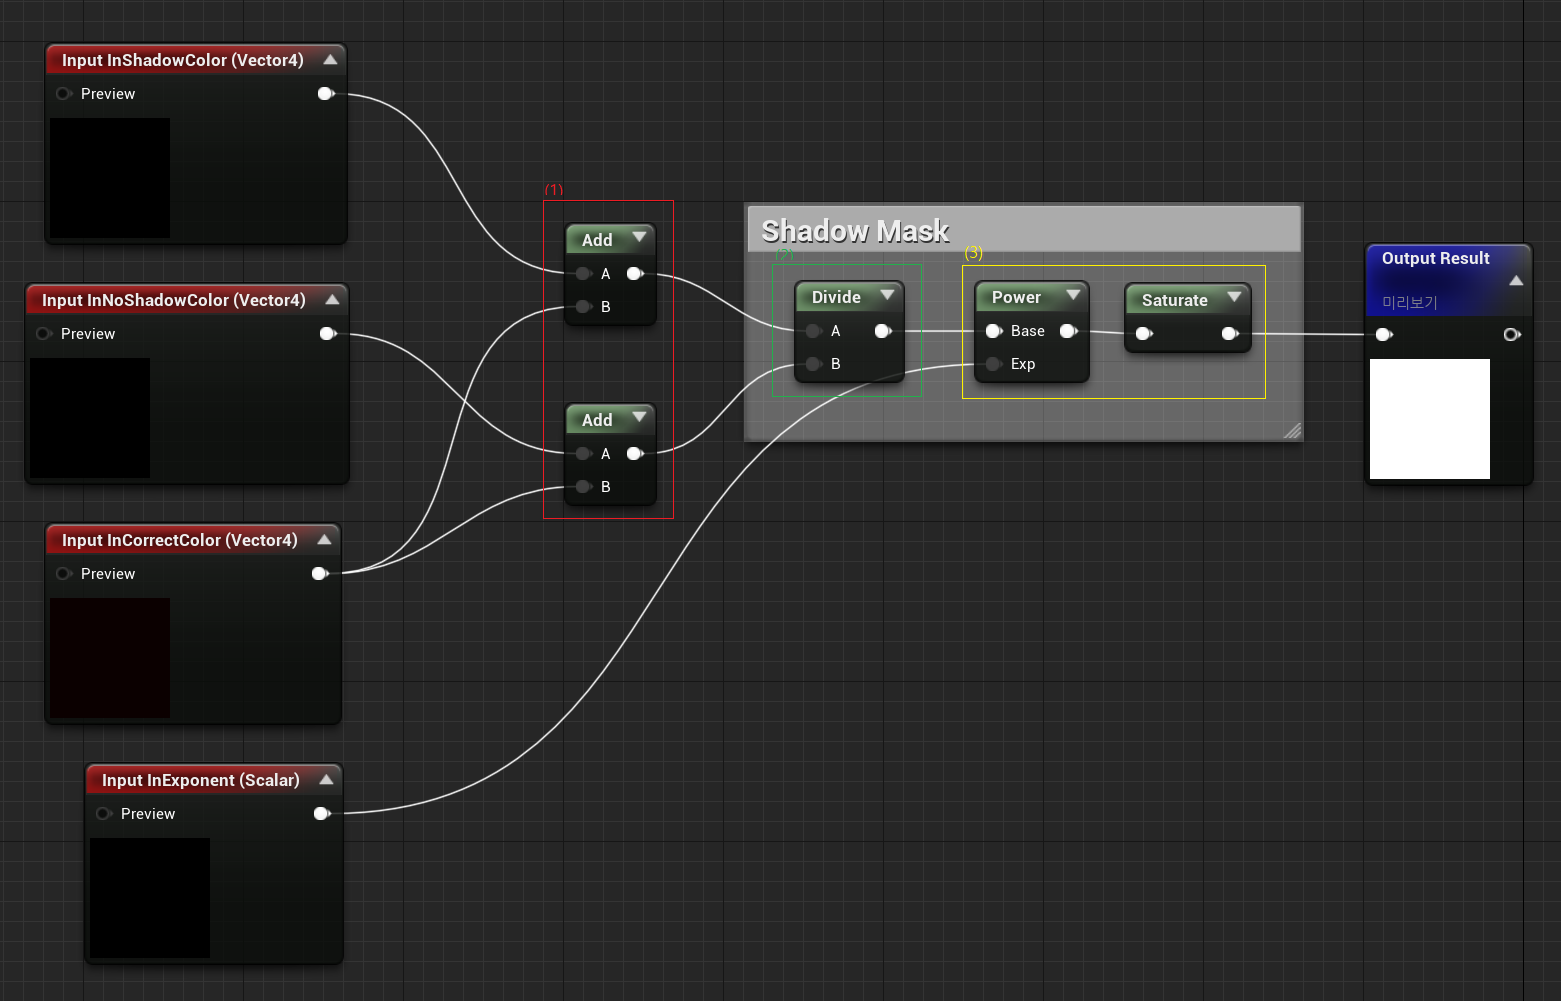 Input InShadowColor (Vector4)
Preview
(1)
Add
A
B
Shadow Mask
(2)
Divide
A
B
(3)
Power
Base
Exp
Saturate
Output Result
미리보기
Input InNoShadowColor (Vector4)
Preview
Add
A
B
Input InCorrectColor (Vector4)
Preview
Input InExponent (Scalar)
Preview